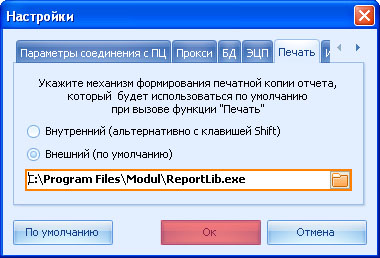 Настройки
Параметры соединения с ПЦ Прокси БД ЭЦП Печать
Укажите механизм формирования печатной копии отчета,
который будет использоваться по умолчанию
при вызове функции "Печать"
Внутренний (альтернативно с клавишей Shift)
Внешний (по умолчанию)
C:\Program Files\Modul\ReportLib.exe
По умолчанию Ок Отмена